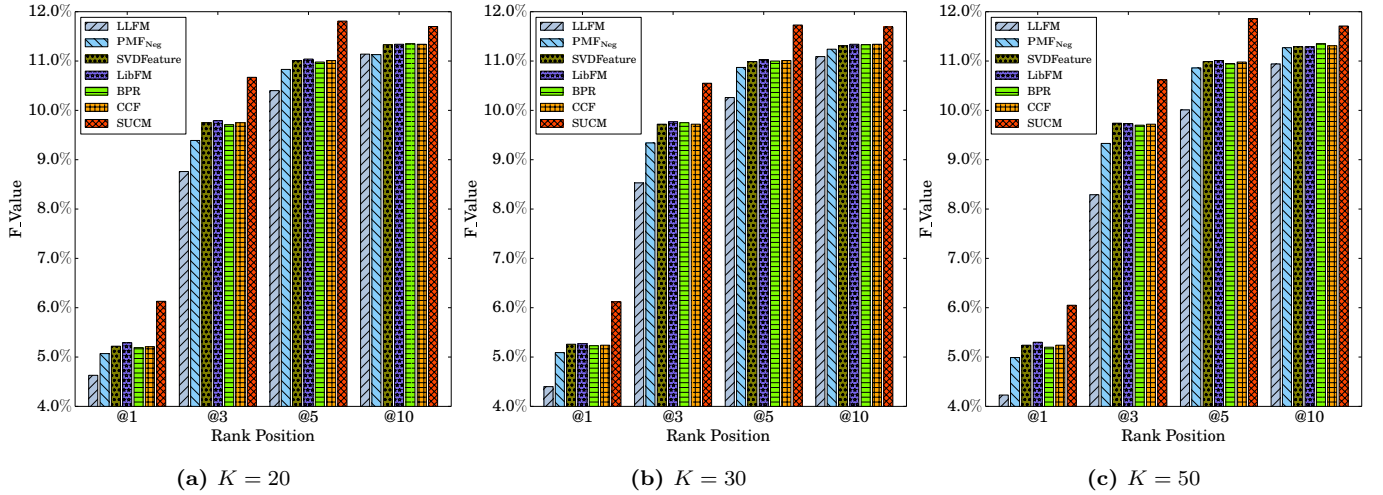 12.0%
11.0%
10.0%
9.0%
8.0%
7.0%
6.0%
5.0%
4.0%
F_Value
LLFM
PMF_Neg
SVDFeature
LibFM
BPR
CCF
SUCM
@1 @3 @5 @10
Rank Position
(a) K = 20
12.0%
11.0%
10.0%
9.0%
8.0%
7.0%
6.0%
5.0%
4.0%
F_Value
LLFM
PMF_Neg
SVDFeature
LibFM
BPR
CCF
SUCM
@1 @3 @5 @10
Rank Position
(b) K = 30
12.0%
11.0%
10.0%
9.0%
8.0%
7.0%
6.0%
5.0%
4.0%
F_Value
LLFM
PMF_Neg
SVDFeature
LibFM
BPR
CCF
SUCM
@1 @3 @5 @10
Rank Position
(c) K = 50